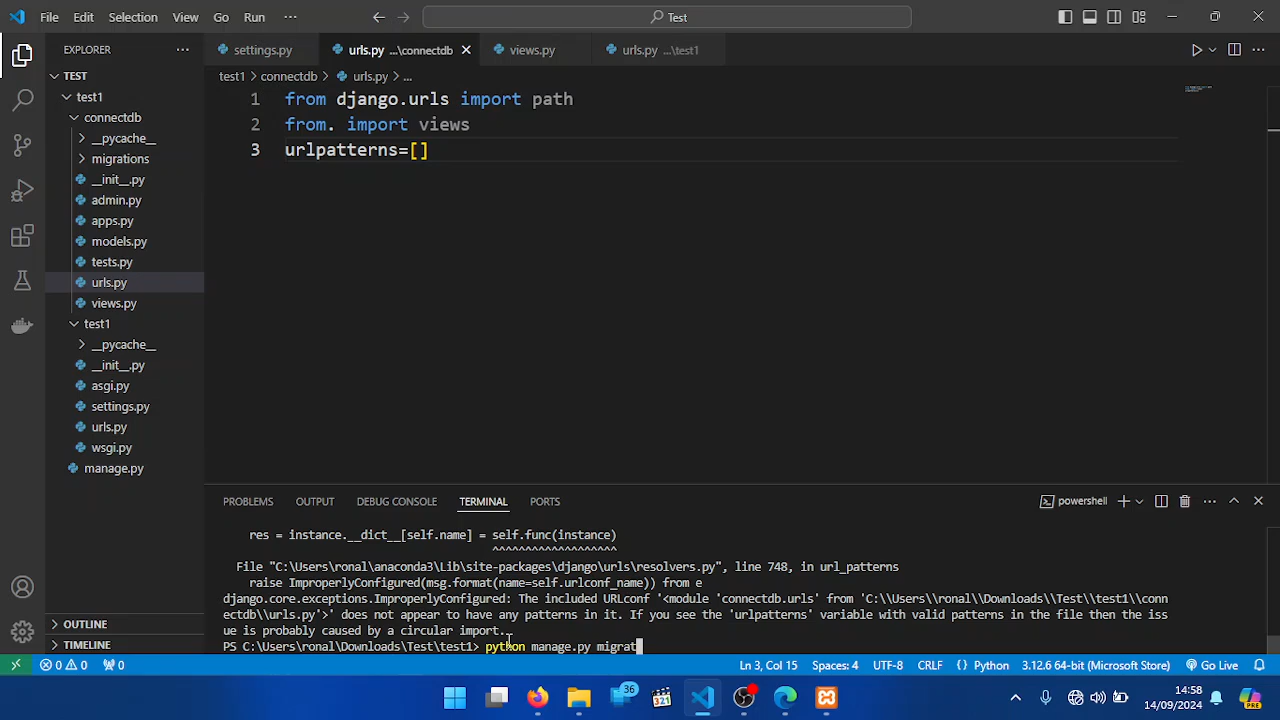 File Edit Selection View Go Run ··· Test
EXPLORER ···
settings.py
urls.py ...\connectdb
views.py
urls.py ...\test1
TEST
test1
connectdb
__pycache__
migrations
__init__.py
admin.py
apps.py
models.py
tests.py
urls.py
views.py
test1
__pycache__
__init__.py
asgi.py
settings.py
urls.py
wsgi.py
manage.py
OUTLINE
TIMELINE
test1 > connectdb > urls.py > ...
1 from django.urls import path
2 from. import views
3 urlpatterns=[]
PROBLEMS OUTPUT DEBUG CONSOLE TERMINAL PORTS
powershell
res = instance.__dict__[self.name] = self.func(instance)
^^^^^^^^^^^^^^^^^^^
File "C:\Users\ronal\anaconda3\Lib\site-packages\django\urls\resolvers.py", line 748, in url_patterns
raise ImproperlyConfigured(msg.format(name=self.urlconf_name)) from e
django.core.exceptions.ImproperlyConfigured: The included URLconf '<module 'connectdb.urls' from 'C:\\Users\\ronal\\Downloads\\Test\\test1\\conn
ectdb\\urls.py'>' does not appear to have any patterns in it. If you see the 'urlpatterns' variable with valid patterns in the file then the iss
ue is probably caused by a circular import.
PS C:\Users\ronal\Downloads\Test\test1> python manage.py migrat
0 0 0 Ln 3, Col 15 Spaces: 4 UTF-8 CRLF Python 3.12.6 64-bit (Microsoft Store) Go Live
36
321
14:58
14/09/2024
PRE